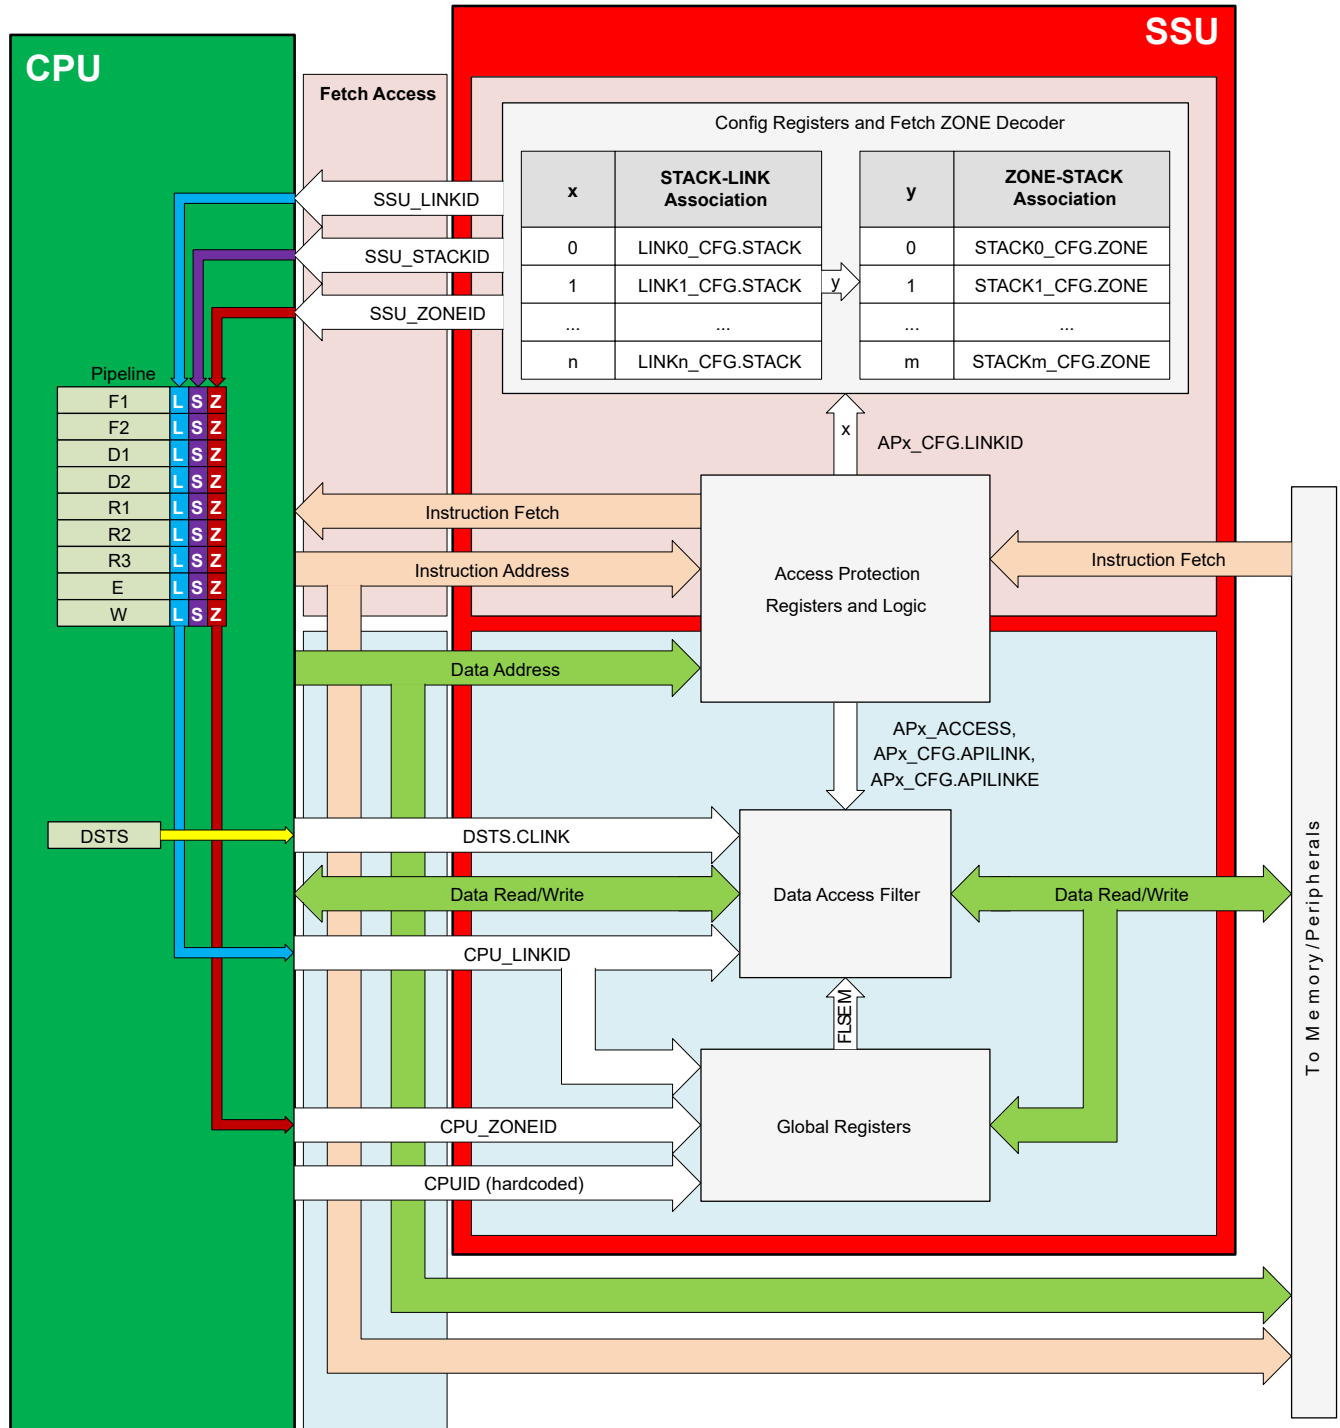 SSU
CPU
Fetch Access
Config Registers and Fetch ZONE Decoder
x
STACK-LINK
Association
y
ZONE-STACK
Association
0
LINK0_CFG.STACK
0
STACK0_CFG.ZONE
1
LINK1_CFG.STACK
y
1
STACK1_CFG.ZONE
...
...
...
...
n
LINKn_CFG.STACK
m
STACKm_CFG.ZONE
SSU_LINKID
SSU_STACKID
SSU_ZONEID
Pipeline
F1 L S Z
F2 L S Z
D1 L S Z
D2 L S Z
R1 L S Z
R2 L S Z
R3 L S Z
E L S Z
W L S Z
x
APx_CFG.LINKID
Instruction Fetch
Instruction Address
Access Protection
Registers and Logic
Instruction Fetch
Data Address
APx_ACCESS,
APx_CFG.APILINK,
APx_CFG.APILINKE
DSTS
DSTS.CLINK
Data Read/Write
Data Access Filter
Data Read/Write
CPU_LINKID
FLSEM
CPU_ZONEID
Global Registers
CPUID (hardcoded)
To Memory/Peripherals